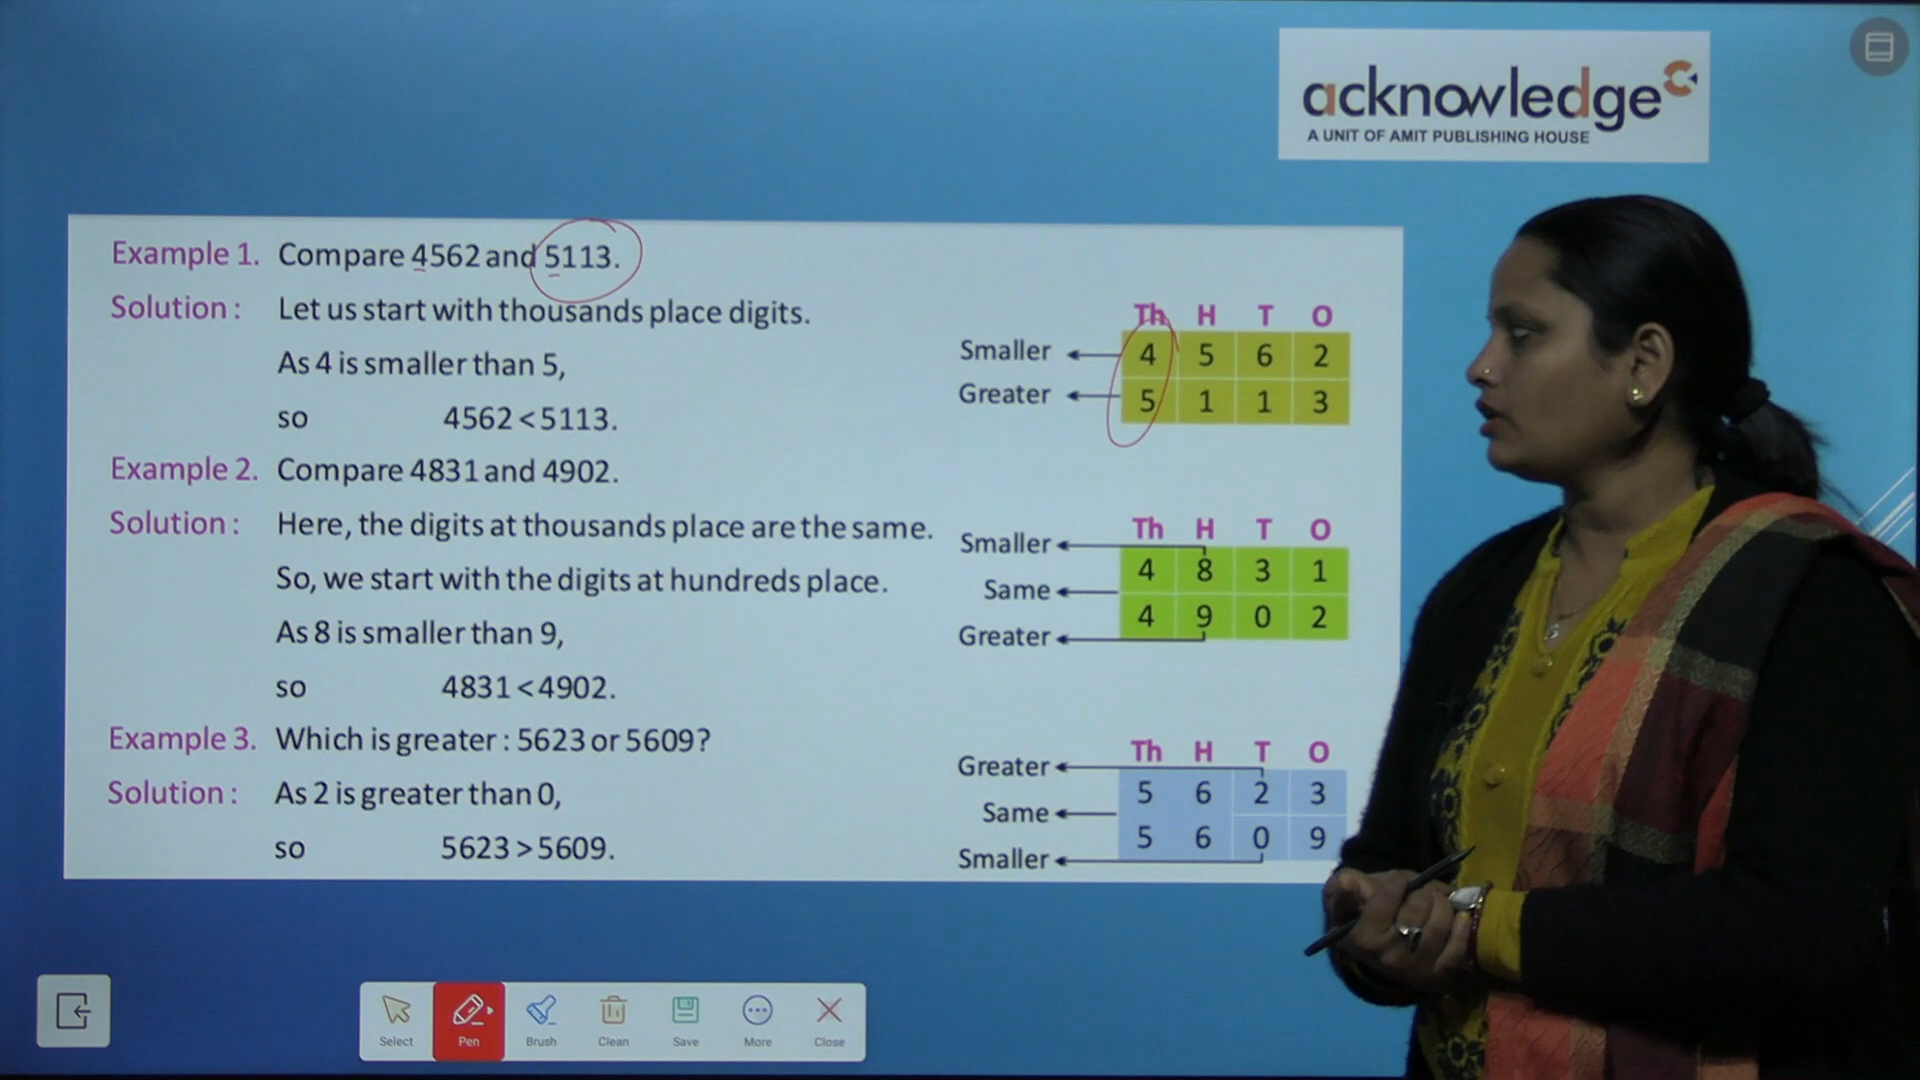 acknowledge
A UNIT OF AMIT PUBLISHING HOUSE
Example 1. Compare 4562 and 5113.
Solution : Let us start with thousands place digits.
As 4 is smaller than 5,
so 4562 < 5113.
Th H T O
Smaller 4 5 6 2
Greater 5 1 1 3
Example 2. Compare 4831 and 4902.
Solution : Here, the digits at thousands place are the same.
So, we start with the digits at hundreds place.
As 8 is smaller than 9,
so 4831 < 4902.
Th H T O
Smaller
4 8 3 1
Same
4 9 0 2
Greater
Example 3. Which is greater : 5623 or 5609?
Solution : As 2 is greater than 0,
so 5623 > 5609.
Th H T O
Greater
5 6 2 3
Same
5 6 0 9
Smaller
Select Pen Brush Clean Save More Close